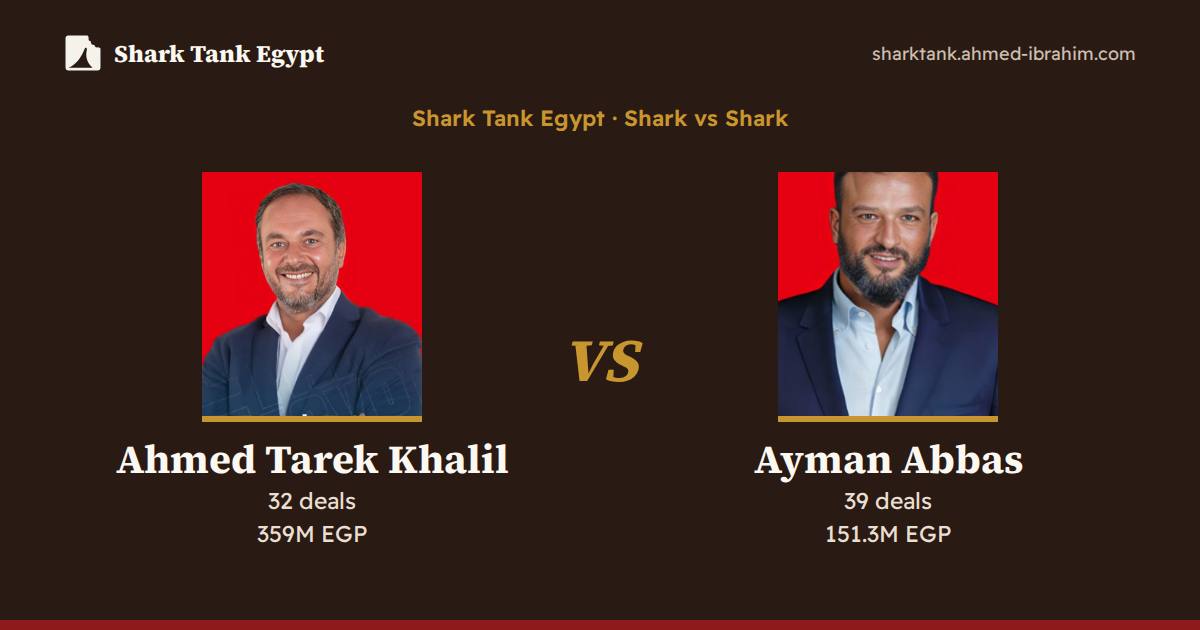 Shark Tank Egypt
sharktank.ahmed-ibrahim.com
Shark Tank Egypt · Shark vs Shark
VS
Ahmed Tarek Khalil
32 deals
359M EGP
Ayman Abbas
39 deals
151.3M EGP